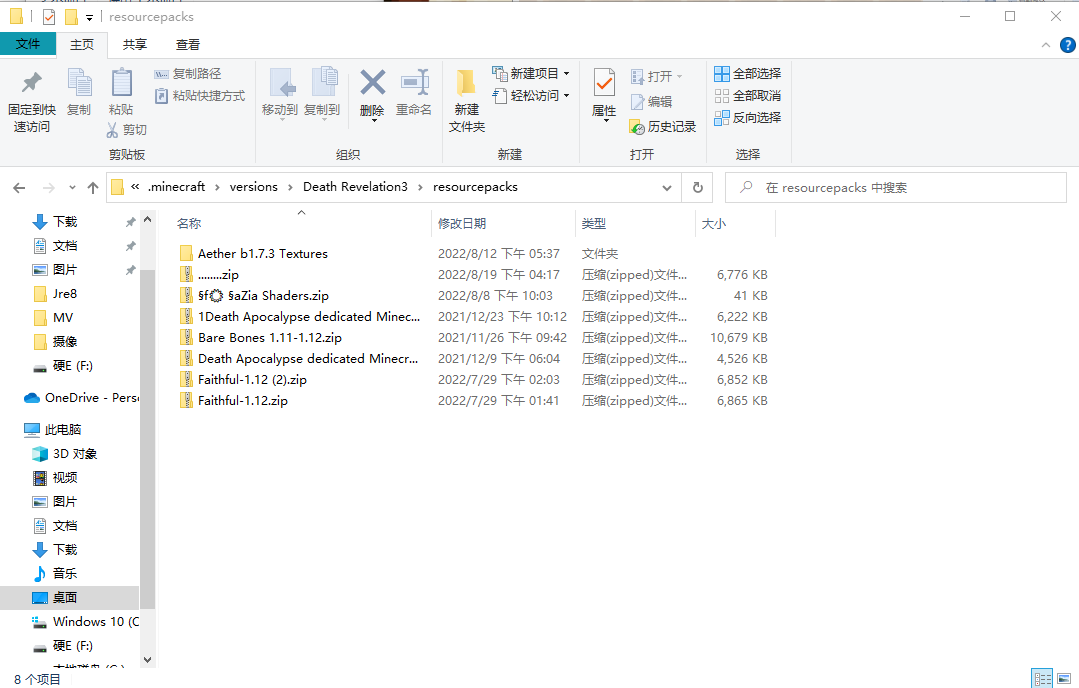 resourcepacks
文件 主页 共享 查看
固定到快速访问
复制
粘贴
复制路径
粘贴快捷方式
剪切
剪贴板
移动到 复制到 删除 重命名
组织
新建文件夹
新建项目
轻松访问
新建
属性
打开
编辑
历史记录
打开
全部选择
全部取消
反向选择
选择
« .minecraft › versions › Death Revelation3 › resourcepacks
在 resourcepacks 中搜索
下载
文档
图片
Jre8
MV
摄像
硬E (F:)
OneDrive - Pers
此电脑
3D 对象
视频
图片
文档
下载
音乐
桌面
Windows 10 (C
硬E (F:)
名称 修改日期 类型 大小
Aether b1.7.3 Textures 2022/8/12 下午 05:37 文件夹
........zip 2022/8/19 下午 04:17 压缩(zipped)文件... 6,776 KB
§f҉ §aZia Shaders.zip 2022/8/8 下午 10:03 压缩(zipped)文件... 41 KB
1Death Apocalypse dedicated Minec... 2021/12/23 下午 10:12 压缩(zipped)文件... 6,222 KB
Bare Bones 1.11-1.12.zip 2021/11/26 下午 09:42 压缩(zipped)文件... 10,679 KB
Death Apocalypse dedicated Minecr... 2021/12/9 下午 06:04 压缩(zipped)文件... 4,526 KB
Faithful-1.12 (2).zip 2022/7/29 下午 02:03 压缩(zipped)文件... 6,852 KB
Faithful-1.12.zip 2022/7/29 下午 01:41 压缩(zipped)文件... 6,865 KB
8 个项目